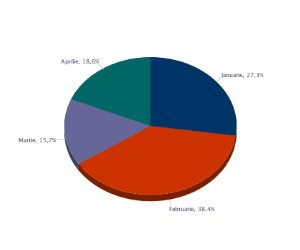 Aprilie, 18,6%
Ianuarie, 27,3%
Martie, 15,7%
Februarie, 38,4%